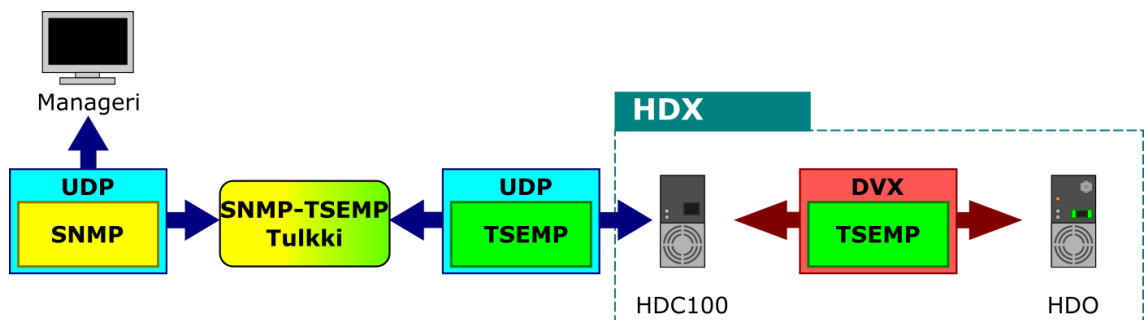 Manageri
HDX
UDP
SNMP
SNMP-TSEMP
Tulkki
UDP
TSEMP
DVX
TSEMP
HDC100
HDO